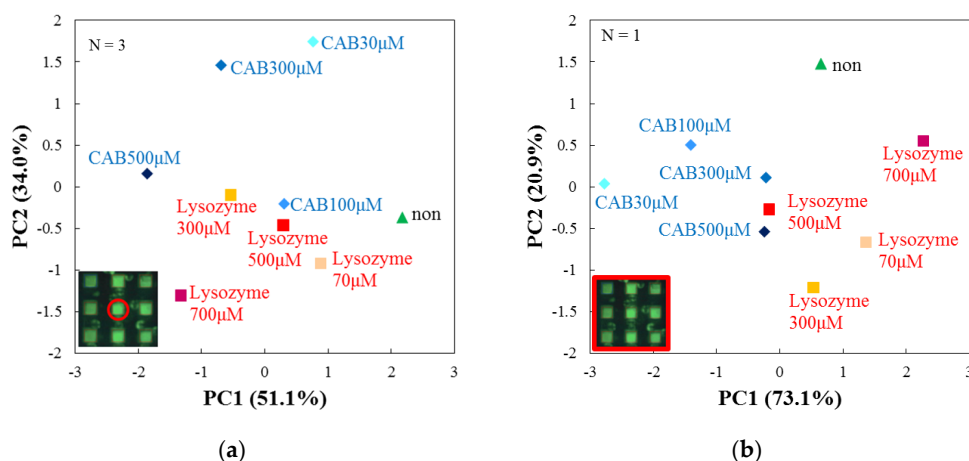 2
1.5
1
0.5
0
-0.5
-1
-1.5
-2
PC2 (34.0%)
N = 3
CAB30μM
CAB300μM
CAB500μM
Lysozyme
300μM
CAB100μM
Lysozyme
500μM
non
Lysozyme
70μM
Lysozyme
700μM
-3
-2
-1
0
1
2
3
PC1 (51.1%)
(a)
2
1.5
1
0.5
0
-0.5
-1
-1.5
-2
PC2 (20.9%)
N = 1
non
CAB100μM
Lysozyme
700μM
CAB300μM
CAB30μM
Lysozyme
500μM
CAB500μM
Lysozyme
70μM
Lysozyme
300μM
-3
-2
-1
0
1
2
3
PC1 (73.1%)
(b)